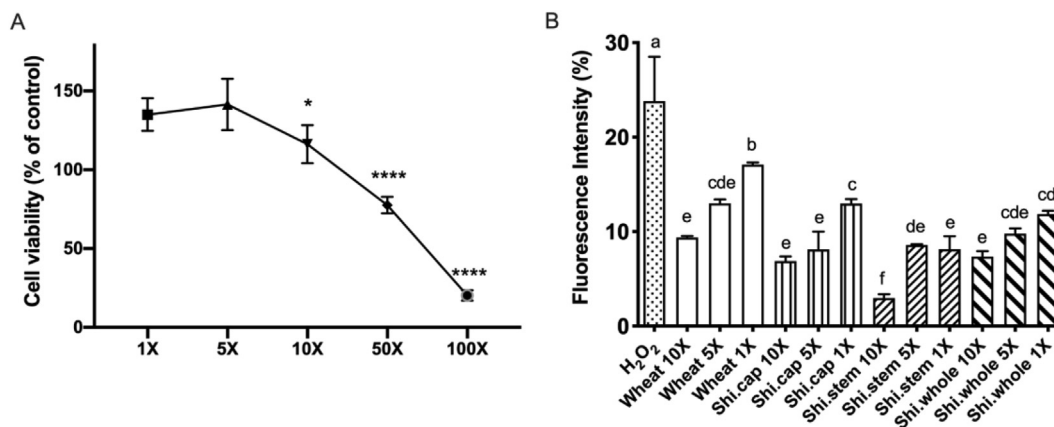 A
Cell viability (% of control)
150
100
50
0
*
****
****
1X 5X 10X 50X 100X
B
Fluorescence Intensity (%)
30
20
10
0
a
e
cde
b
e
e
c
f
de
e
e
cde
cd
H₂O₂
Wheat 10X
Wheat 5X
Wheat 1X
Shi.cap 10X
Shi.cap 5X
Shi.cap 1X
Shi.stem 10X
Shi.stem 5X
Shi.stem 1X
Shi.whole 10X
Shi.whole 5X
Shi.whole 1X